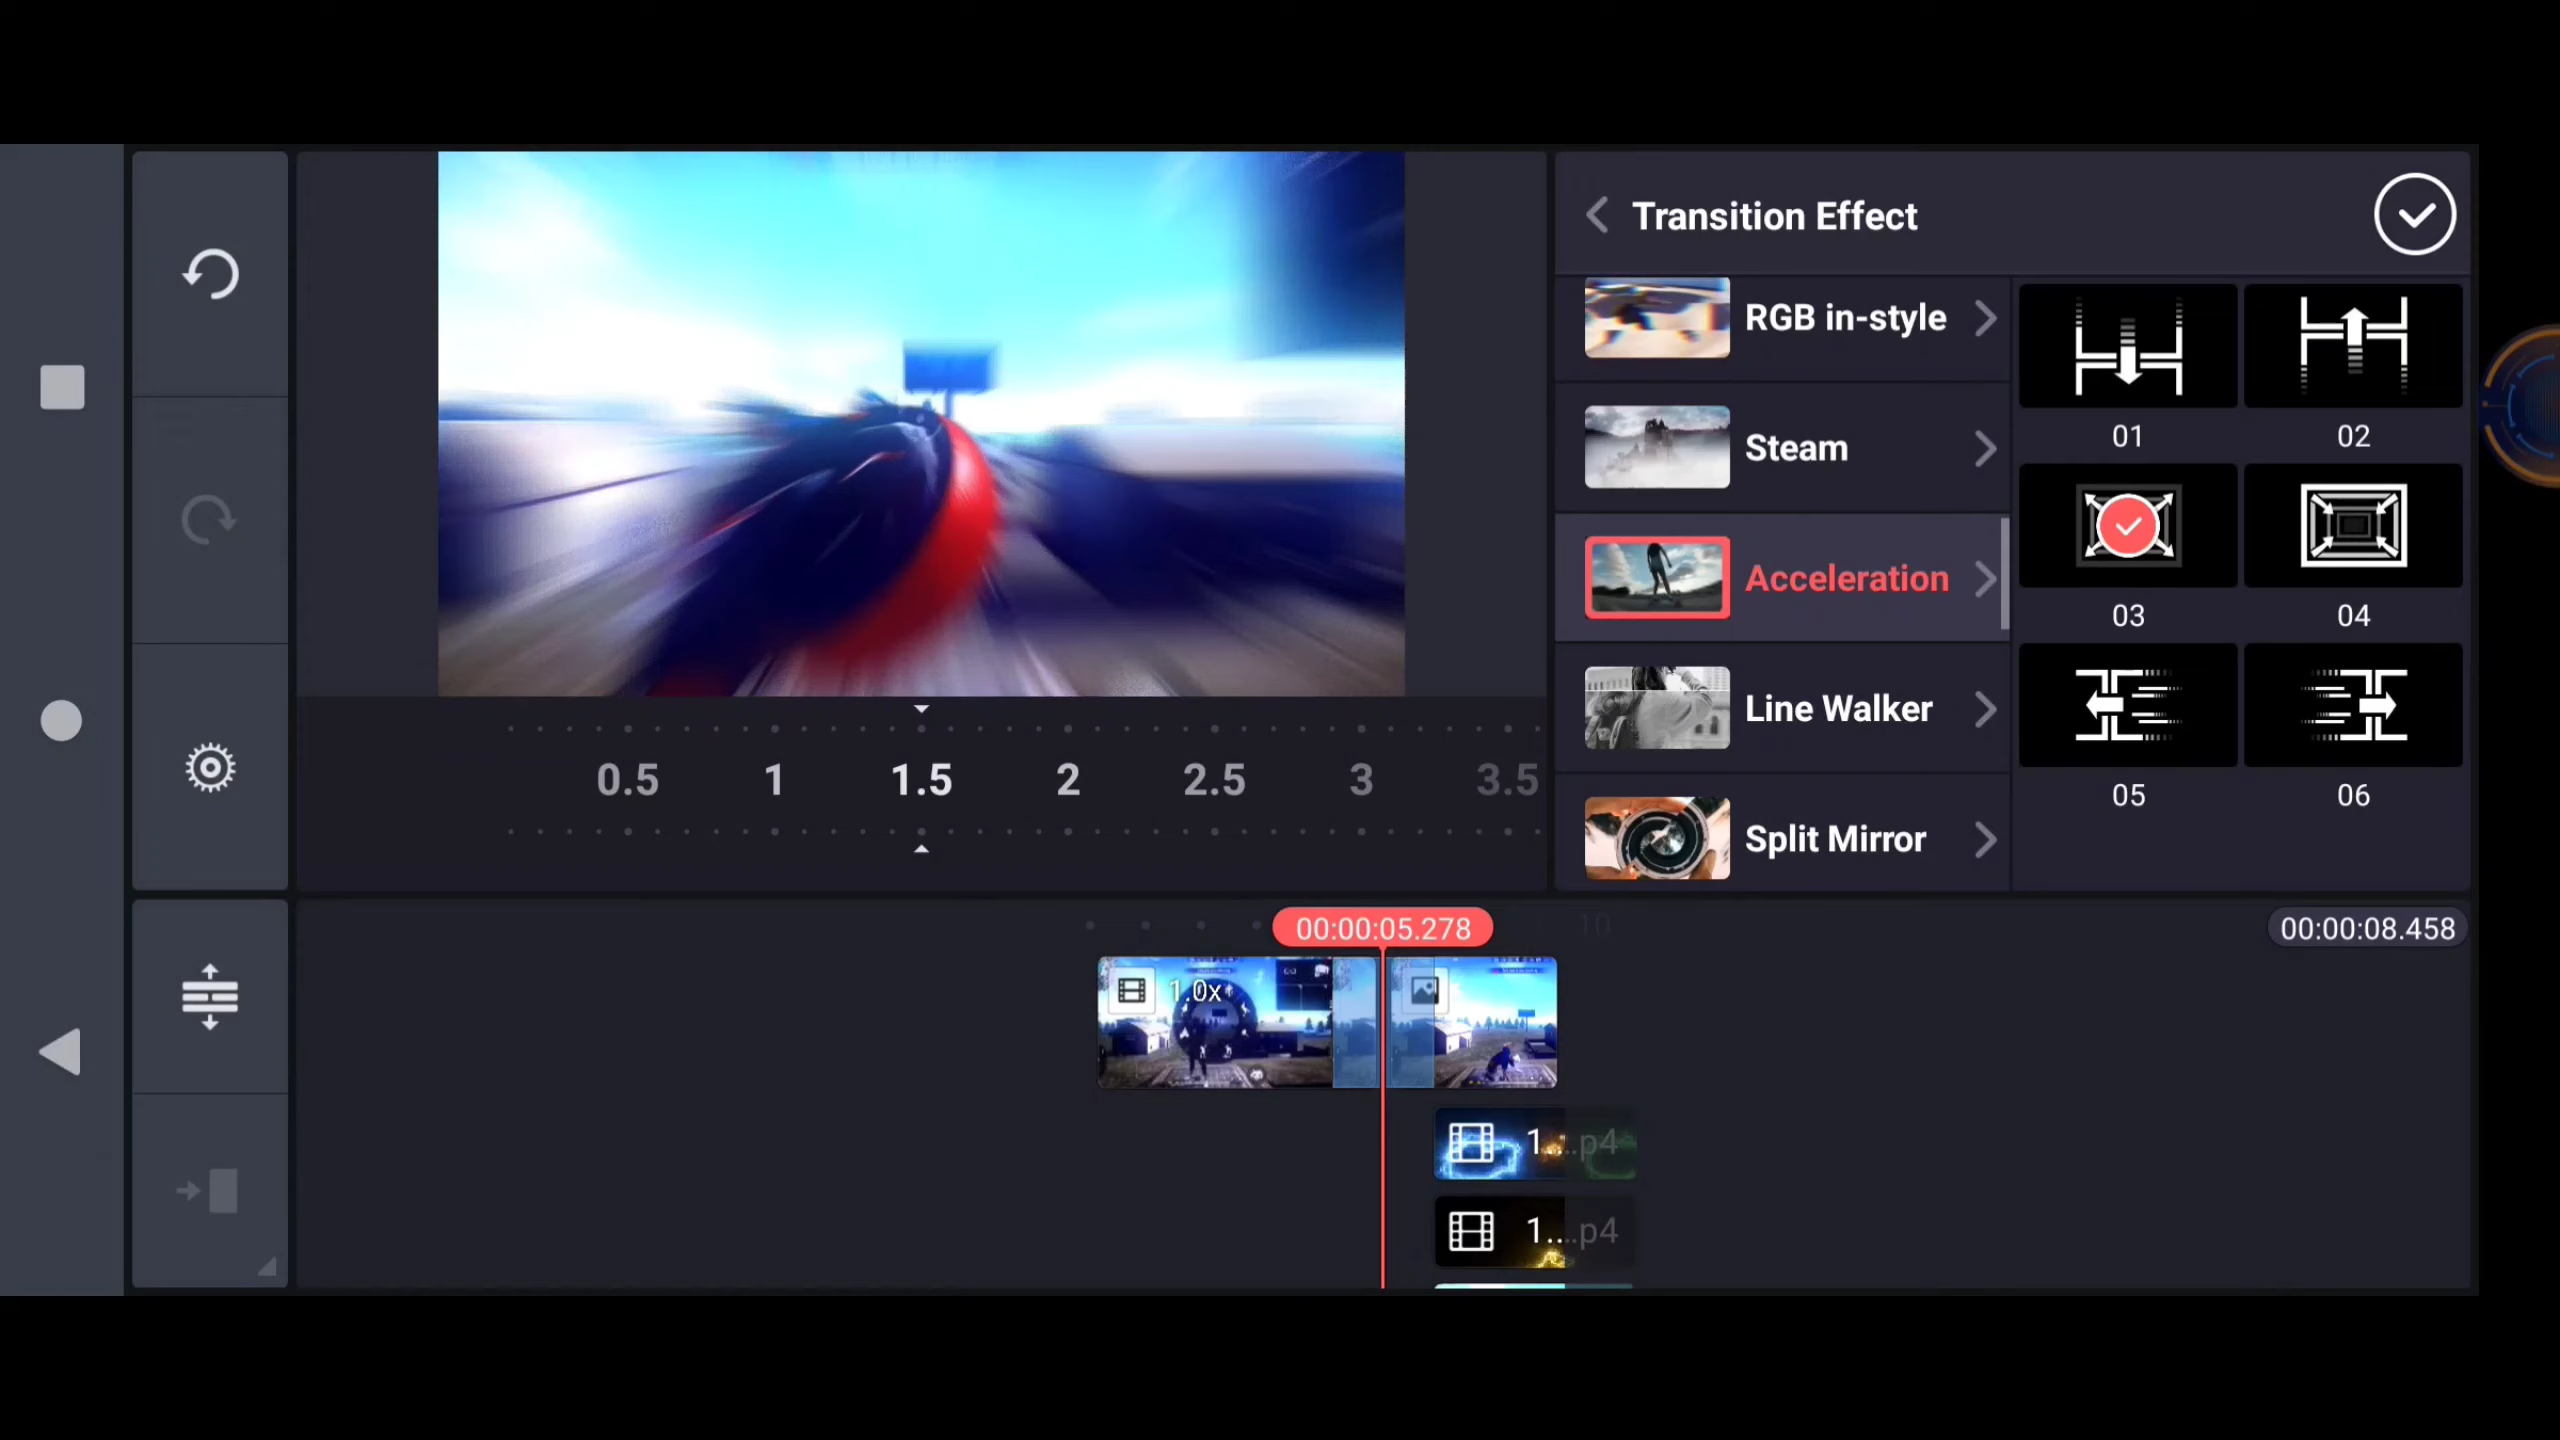 Transition Effect
RGB in-style
Steam
Acceleration
Line Walker
Split Mirror
01
02
03
04
05
06
0.5 1 1.5 2 2.5 3 3.5
00:00:05.278
10
00:00:08.458
1.0x
1....p4
1....p4